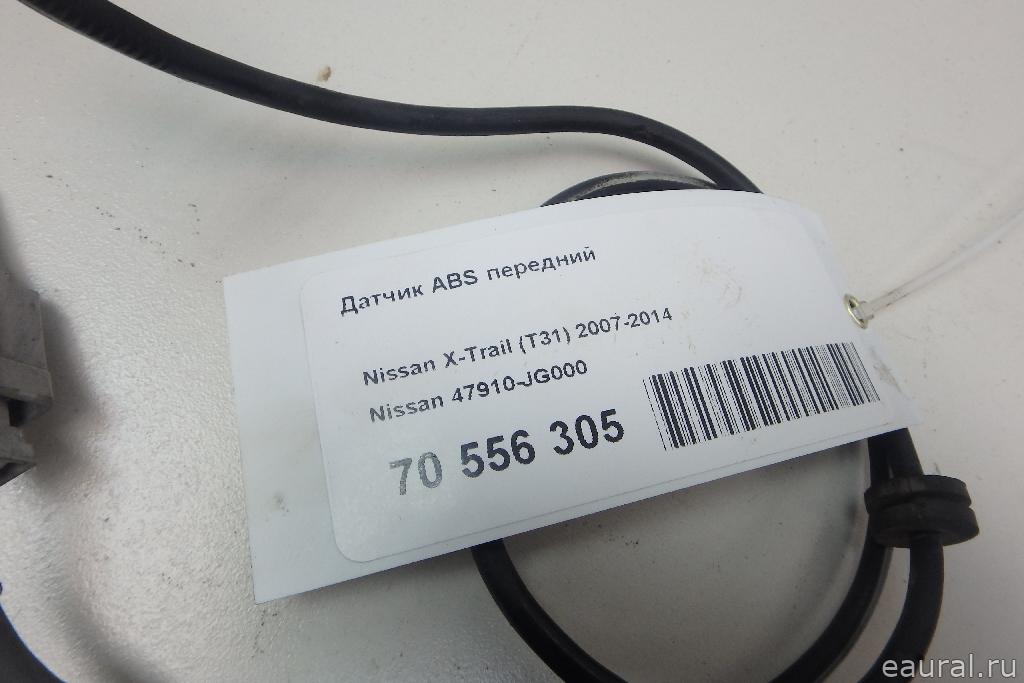 Датчик ABS передний
Nissan X-Trail (T31) 2007-2014
Nissan 47910-JG000
70 556 305
eaural.ru